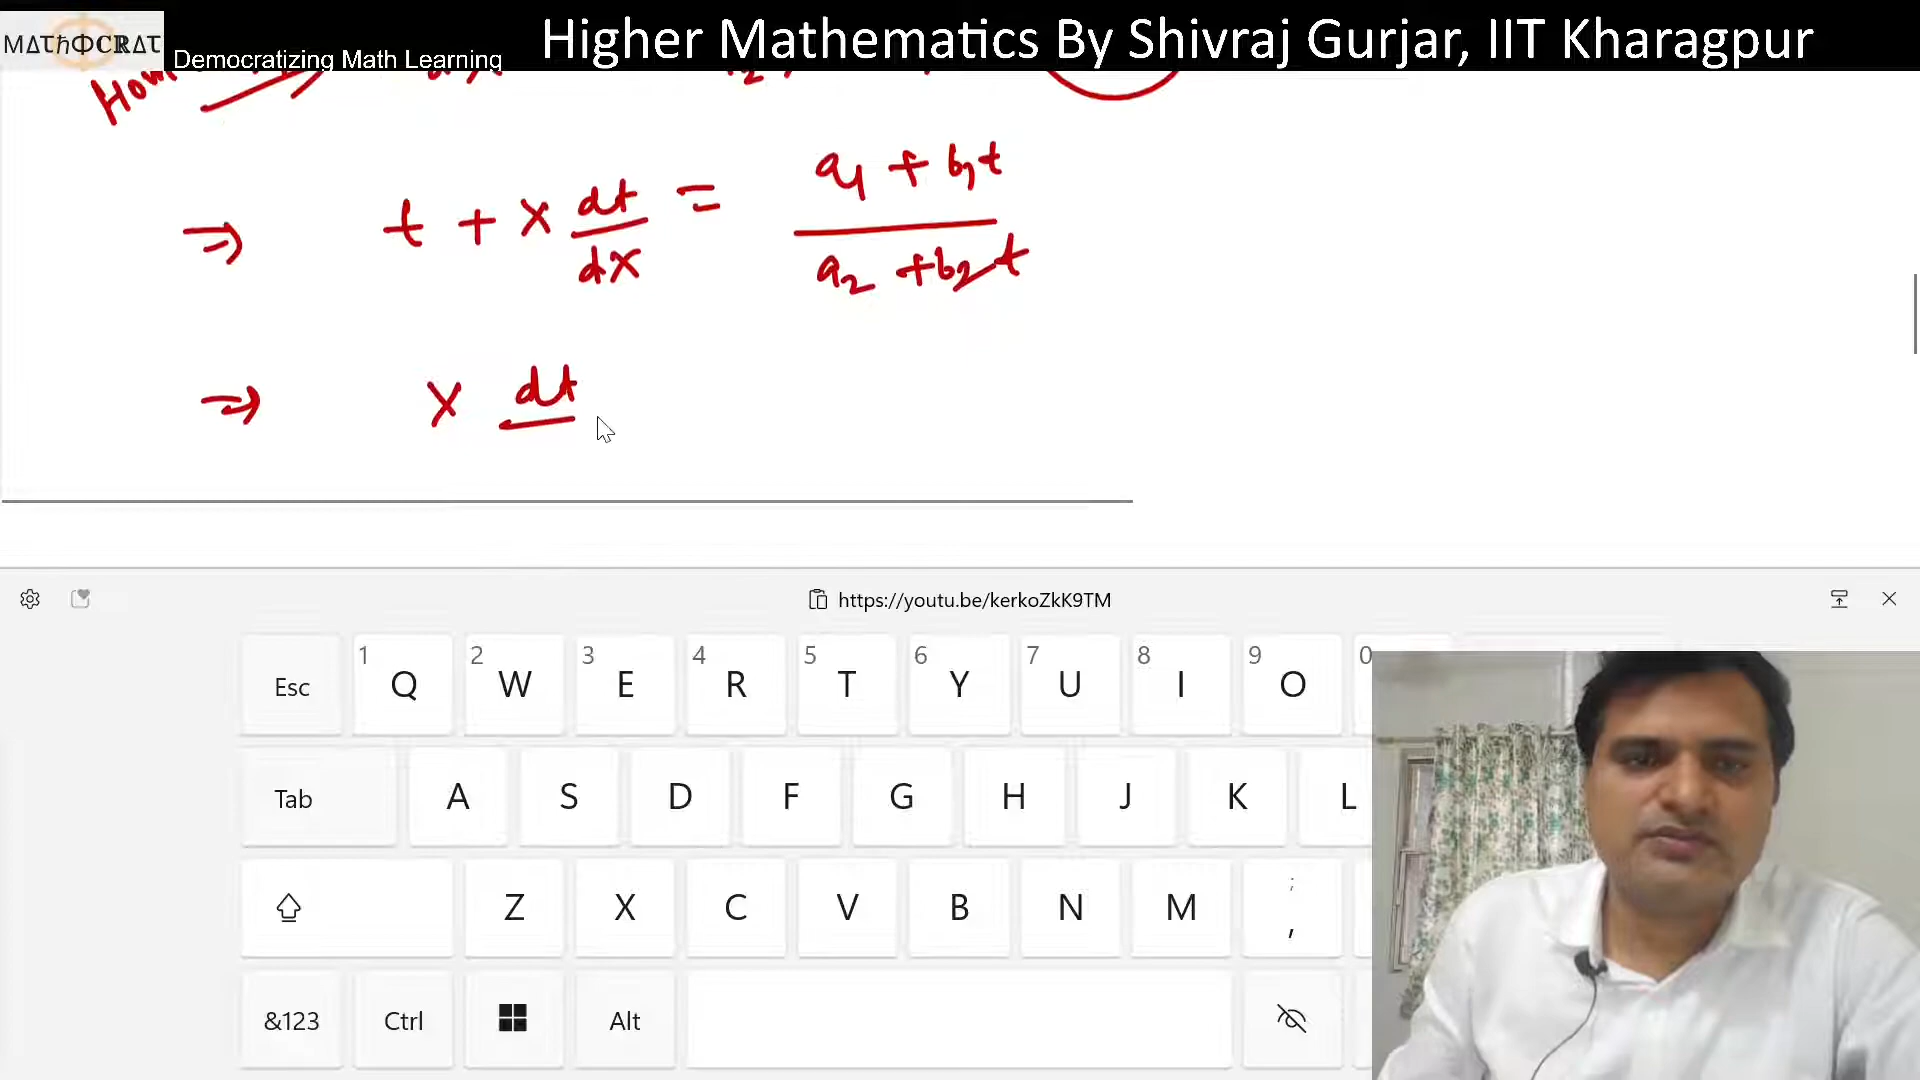 MΔτℏΦCRΔT
Democratizing Math Learning
Higher Mathematics By Shivraj Gurjar, IIT Kharagpur
⇒ t + x dt/dx = a₁ + b₁t / a₂ + b₂t
⇒ x dt
https://youtu.be/kerkoZkK9TM
Esc 1 Q 2 W 3 E 4 R 5 T 6 Y 7 U 8 I 9 O 0
Tab A S D F G H J K L
Z X C V B N M ; ,
&123 Ctrl Alt